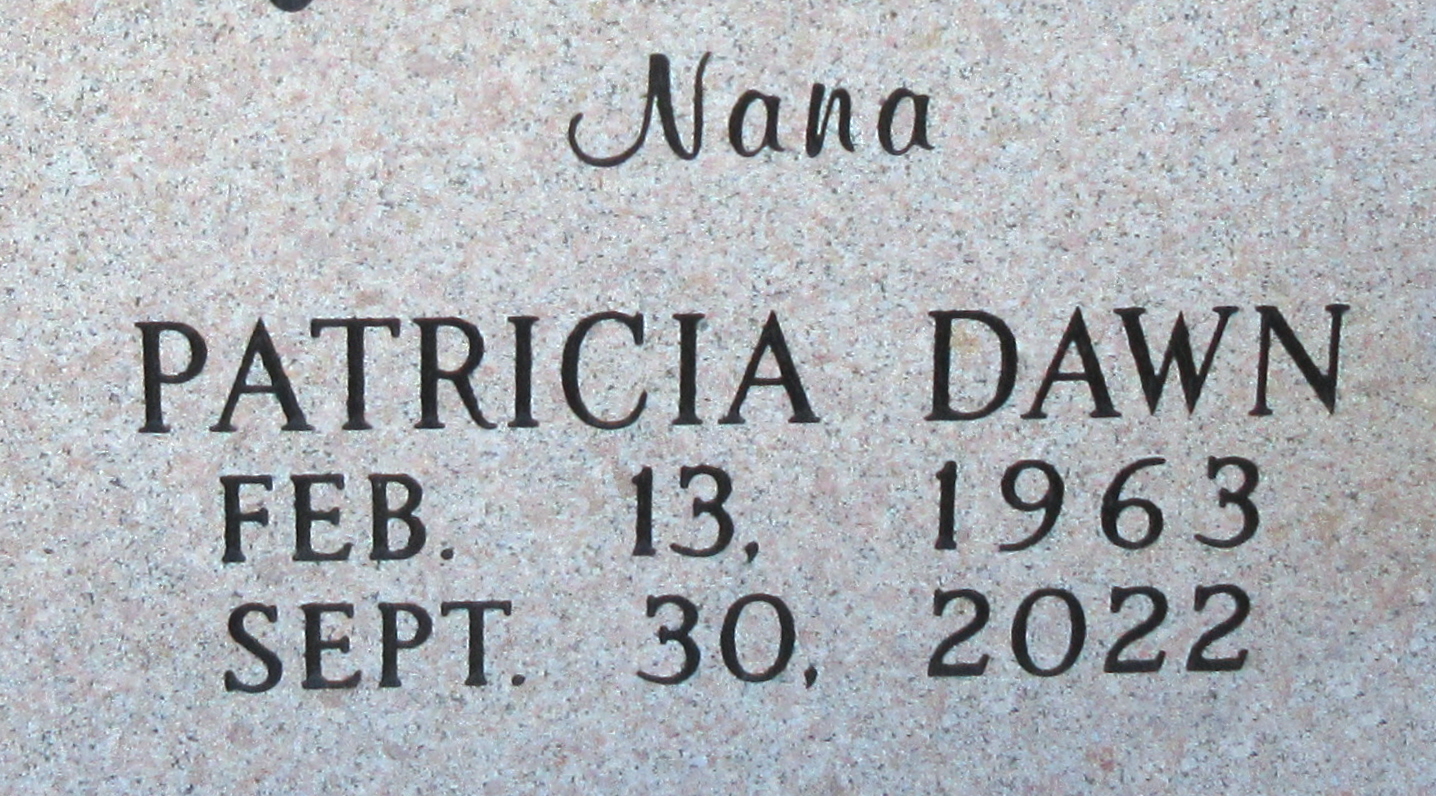 Nana
PATRICIA DAWN
FEB. 13, 1963
SEPT. 30, 2022